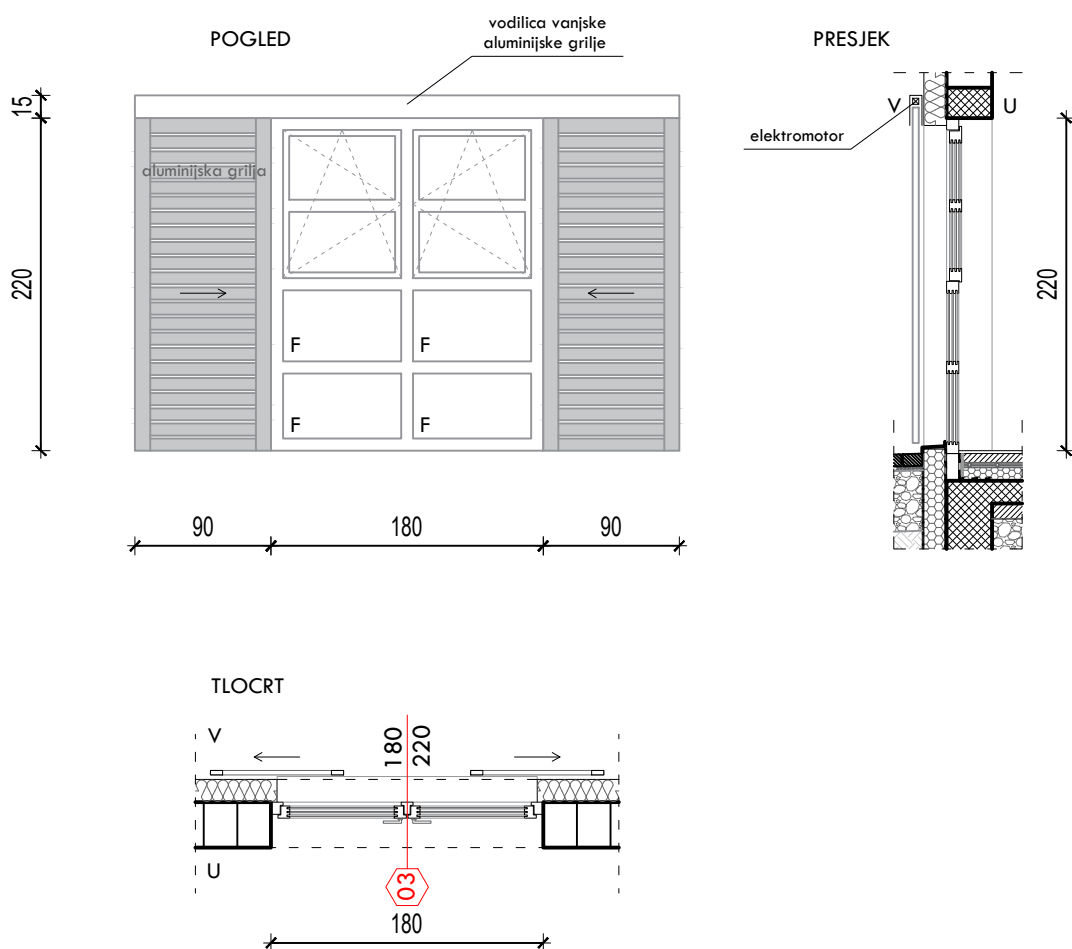 POGLED
vodilica vanjske
aluminijske grilje
PRESJEK
15
V
U
elektromotor
aluminijska grilja
220
220
F
F
F
F
90
180
90
TLOCRT
V
180
220
U
03
180